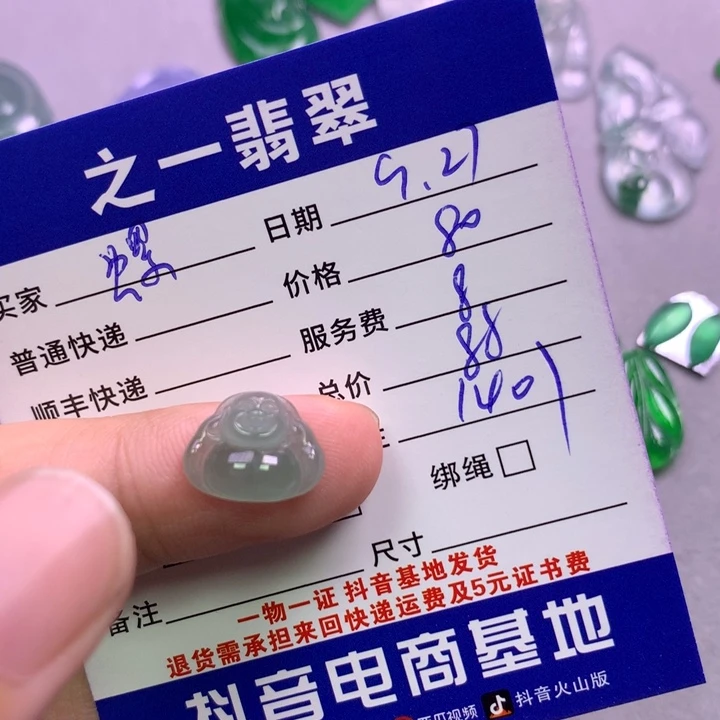 之一翡翠
日期 9.21
买家
价格 80
普通快递
服务费 8
顺丰快递
总价 88
1401
绑绳
尺寸
备注
一物一证 抖音基地发货
退货需承担来回快递运费及5元证书费
抖音电商基地
抖音火山版